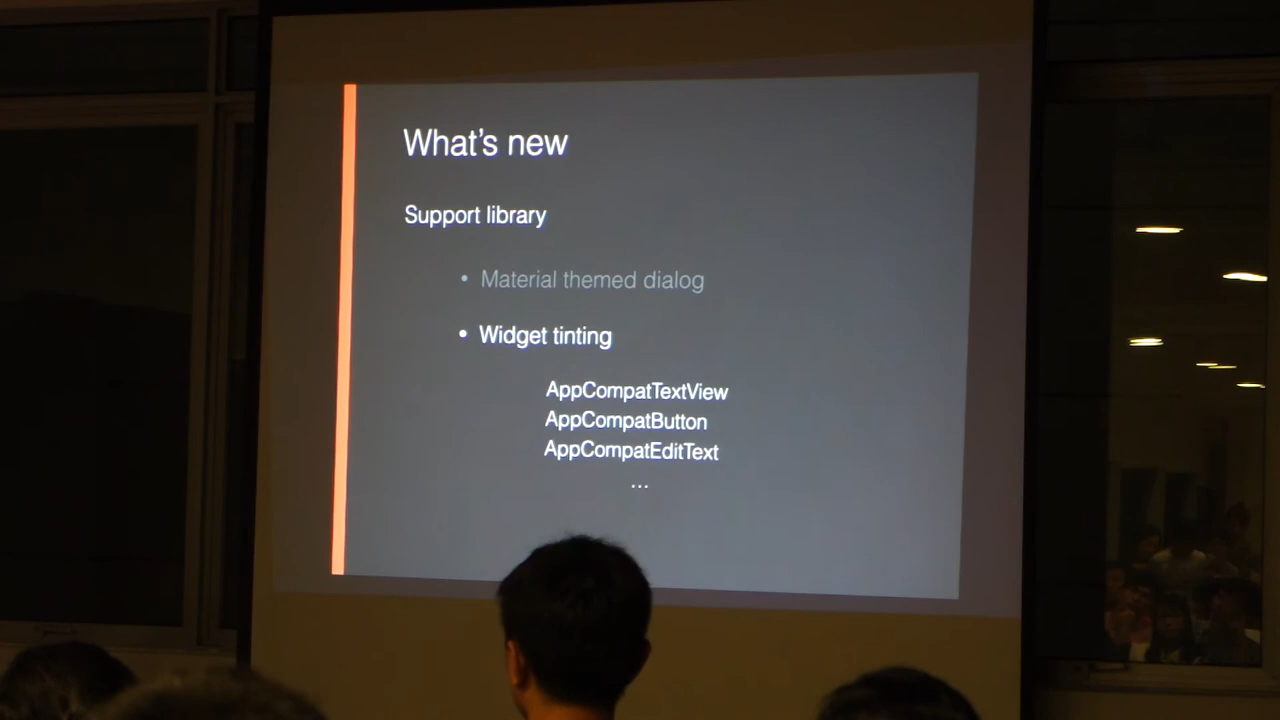 What's new
Support library
• Material themed dialog
• Widget tinting
AppCompatTextView
AppCompatButton
AppCompatEditText
...